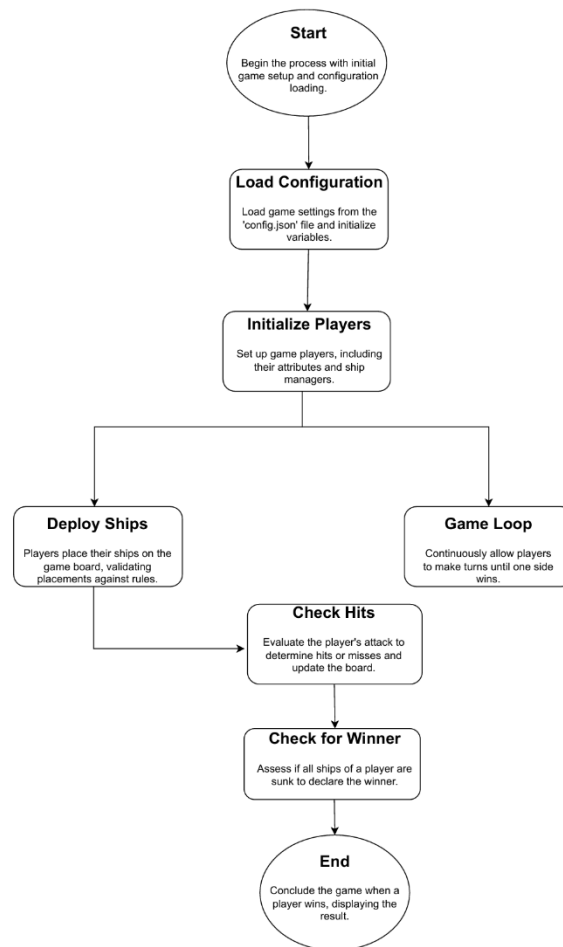 Start
Begin the process with initial
game setup and configuration
loading.
Load Configuration
Load game settings from the
'config.json' file and initialize
variables.
Initialize Players
Set up game players, including
their attributes and ship
managers.
Deploy Ships
Players place their ships on the
game board, validating
placements against rules.
Game Loop
Continuously allow players
to make turns until one side
wins.
Check Hits
Evaluate the player's attack to
determine hits or misses and
update the board.
Check for Winner
Assess if all ships of a player are
sunk to declare the winner.
End
Conclude the game when a
player wins, displaying the
result.